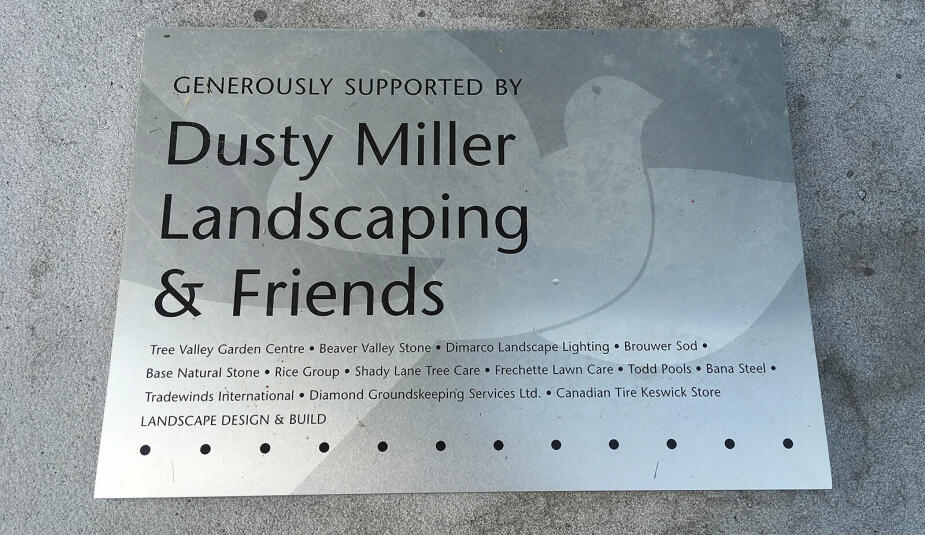 GENEROUSLY SUPPORTED BY
Dusty Miller
Landscaping
& Friends
Tree Valley Garden Centre • Beaver Valley Stone • Dimarco Landscape Lighting • Brouwer Sod •
Base Natural Stone • Rice Group • Shady Lane Tree Care • Frechette Lawn Care • Todd Pools • Bana Steel •
Tradewinds International • Diamond Groundskeeping Services Ltd. • Canadian Tire Keswick Store
LANDSCAPE DESIGN & BUILD